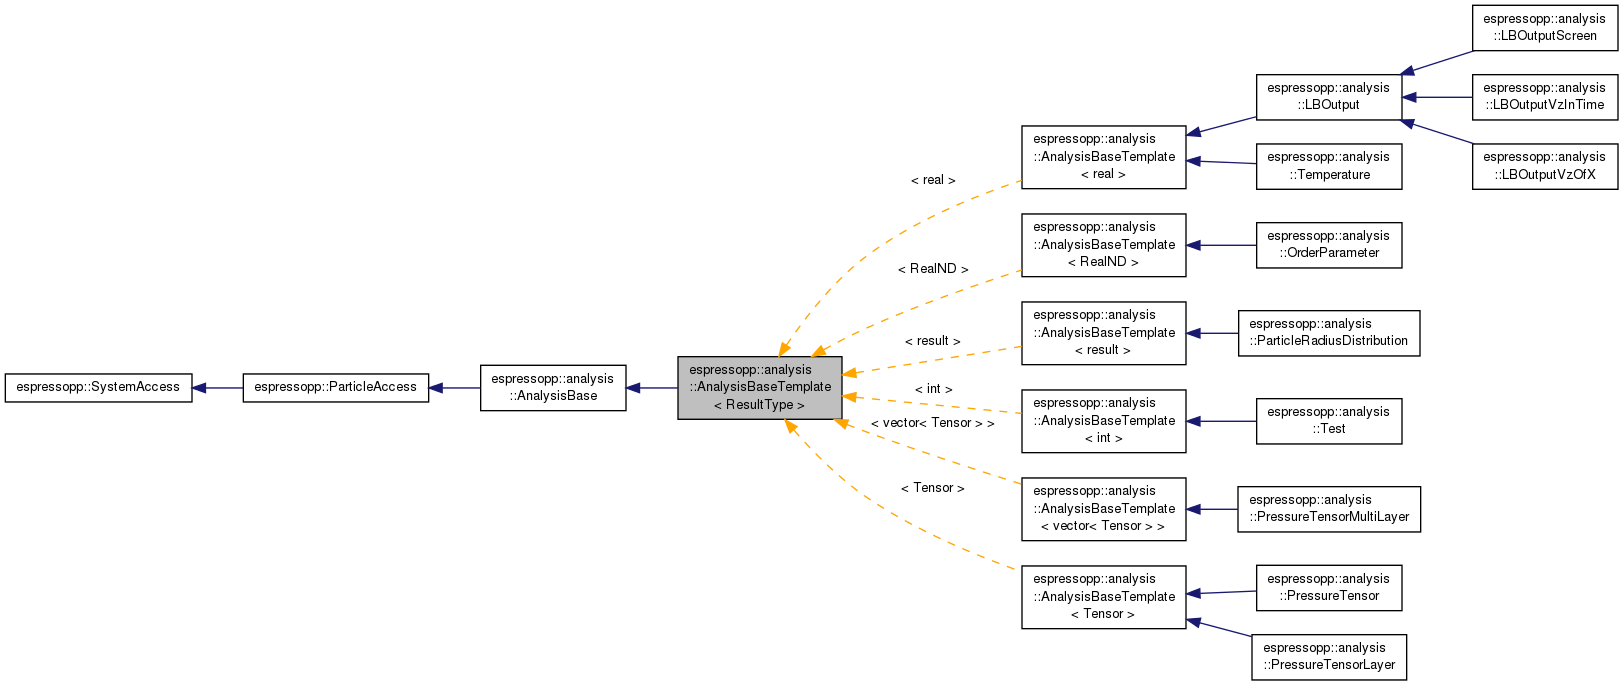 espressopp::SystemAccess
espressopp::ParticleAccess
espressopp::analysis
::AnalysisBase
espressopp::analysis
::AnalysisBaseTemplate
< ResultType >
< real >
< RealND >
< result >
< int >
< vector< Tensor > >
< Tensor >
espressopp::analysis
::AnalysisBaseTemplate
< real >
espressopp::analysis
::AnalysisBaseTemplate
< RealND >
espressopp::analysis
::AnalysisBaseTemplate
< result >
espressopp::analysis
::AnalysisBaseTemplate
< int >
espressopp::analysis
::AnalysisBaseTemplate
< vector< Tensor > >
espressopp::analysis
::AnalysisBaseTemplate
< Tensor >
espressopp::analysis
::LBOutput
espressopp::analysis
::Temperature
espressopp::analysis
::OrderParameter
espressopp::analysis
::ParticleRadiusDistribution
espressopp::analysis
::Test
espressopp::analysis
::PressureTensorMultiLayer
espressopp::analysis
::PressureTensor
espressopp::analysis
::PressureTensorLayer
espressopp::analysis
::LBOutputScreen
espressopp::analysis
::LBOutputVzInTime
espressopp::analysis
::LBOutputVzOfX